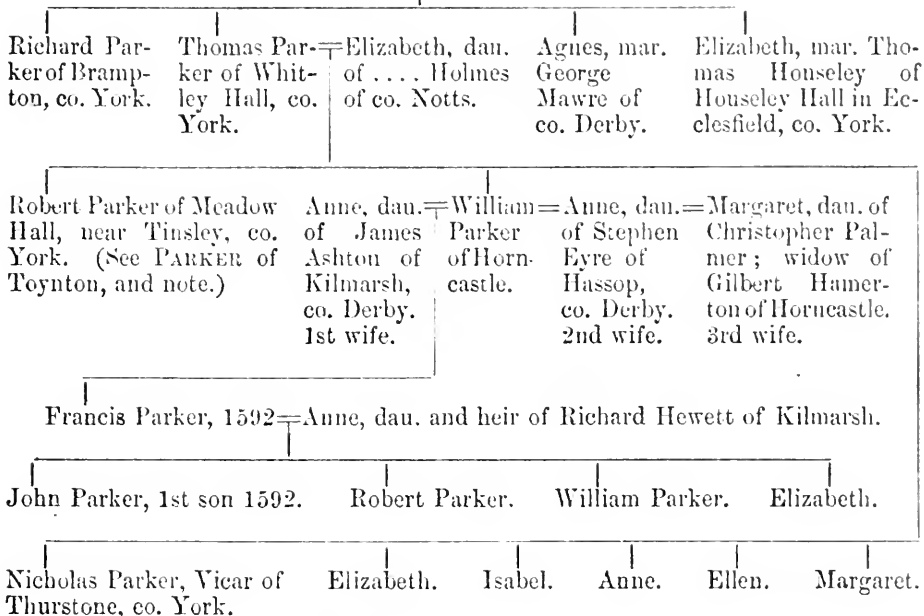 Richard Par-
ker of Bramp-
ton, co. York.
Thomas Par-
ker of Whit-
ley Hall, co.
York.
Elizabeth, dau.
of .... Holmes
of co. Notts.
Agnes, mar.
George
Mawre of
co. Derby.
Elizabeth, mar. Tho-
mas Houseley of
Houseley Hall in Ec-
clesfield, co. York.
Robert Parker of Meadow
Hall, near Tinsley, co.
York. (See PARKER of
Toynton, and note.)
Anne, dau.
of James
Ashton of
Kilmarsh,
co. Derby.
1st wife.
William
Parker
of Horn-
castle.
Anne, dau.
of Stephen
Eyre of
Hassop,
co. Derby.
2nd wife.
Margaret, dau. of
Christopher Pal-
mer; widow of
Gilbert Hamer-
ton of Horncastle.
3rd wife.
Francis Parker, 1592=Anne, dau. and heir of Richard Hewett of Kilmarsh.
John Parker, 1st son 1592.
Robert Parker.
William Parker.
Elizabeth.
Nicholas Parker, Vicar of
Thurstone, co. York.
Elizabeth.
Isabel.
Anne.
Ellen.
Margaret.